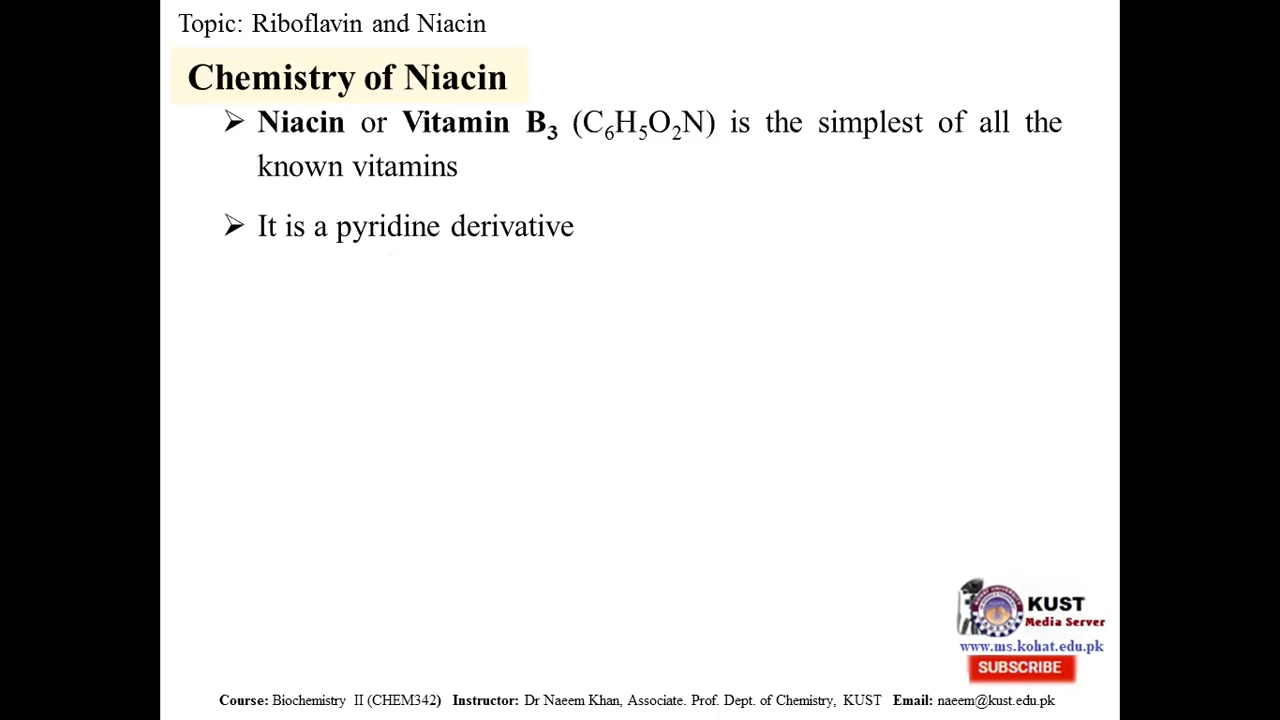 Topic: Riboflavin and Niacin
Chemistry of Niacin
➢ Niacin or Vitamin B₃ (C₆H₅O₂N) is the simplest of all the
known vitamins
➢ It is a pyridine derivative
KUST
Media Server
www.ms.kohat.edu.pk
SUBSCRIBE
Course: Biochemistry II (CHEM342) Instructor: Dr Naeem Khan, Associate. Prof. Dept. of Chemistry, KUST Email: naeem@kust.edu.pk